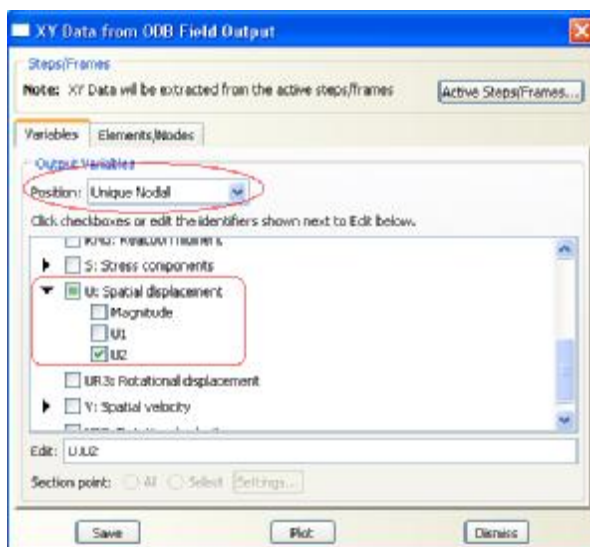 XY Data from ODB Field Output
Steps/Frames
Note: XY Data will be extracted from the active steps/frames
Active Steps/Frames...
Variables
Elements/Nodes
Output Variables
Position: Unique Nodal
Click checkboxes or edit the identifiers shown next to Edit below.
S: Stress components
U: Spatial displacement
Magnitude
U1
U2
UR3: Rotational displacement
V: Spatial velocity
Edit: U.U2
Section point: All Select Settings...
Save
Plot
Dismiss